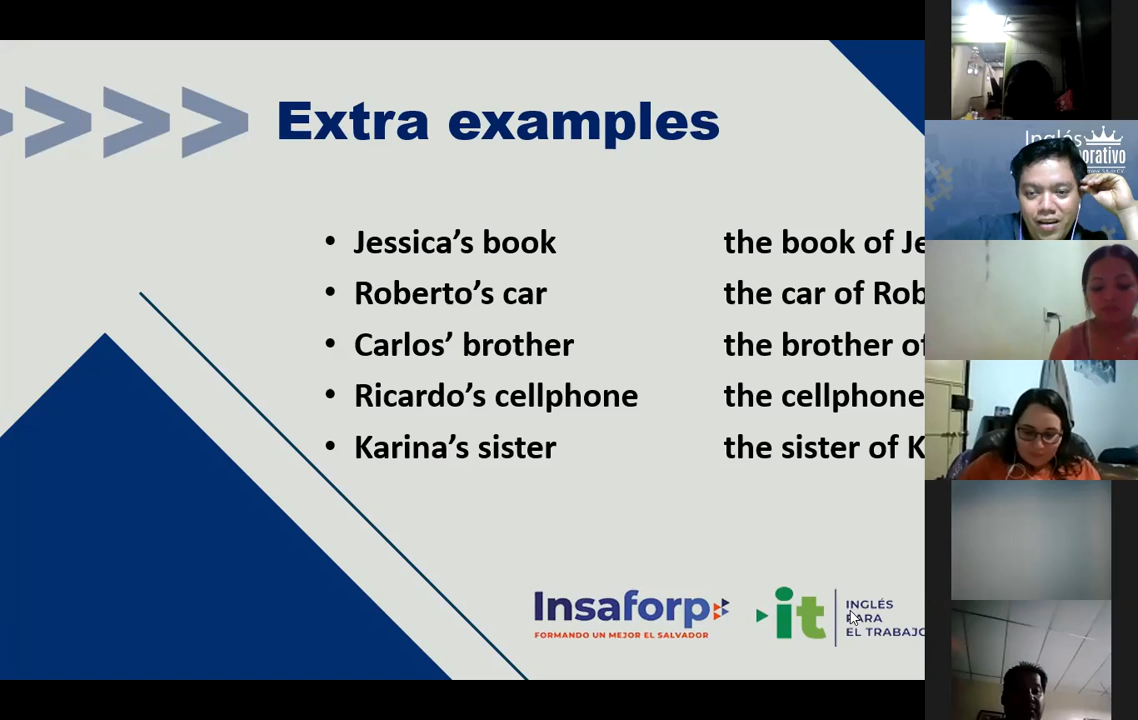 Extra examples
• Jessica’s book the book of Je
• Roberto’s car the car of Rob
• Carlos’ brother the brother of
• Ricardo’s cellphone the cellphone
• Karina’s sister the sister of K
Insaforp
FORMANDO UN MEJOR EL SALVADOR
it
INGLÉS
PARA
EL TRABAJO
Inglés
orativo